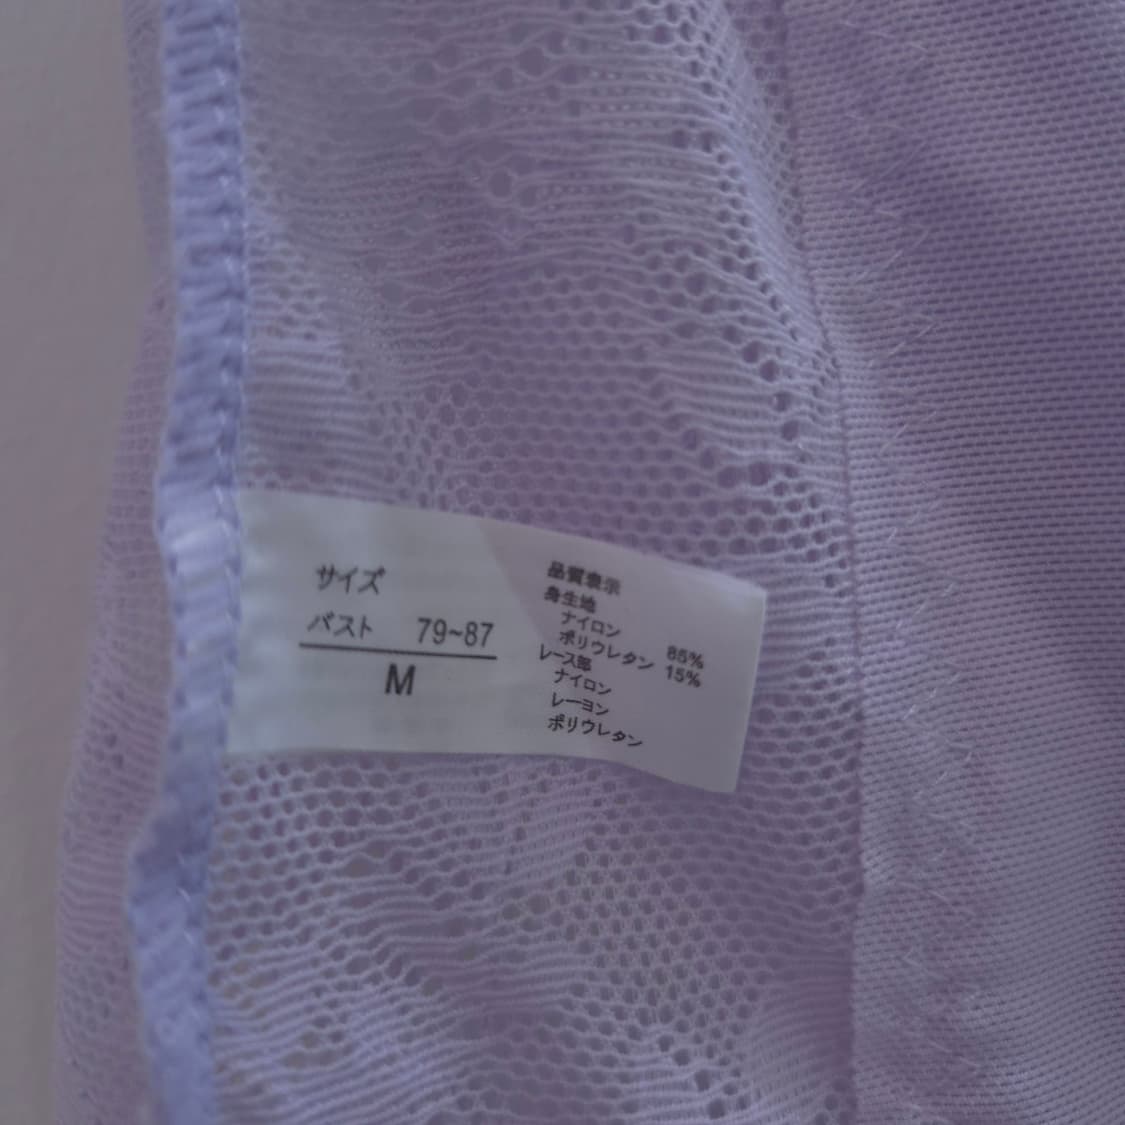 サイズ
バスト 79~87
M
品質表示
身生地
ナイロン 85%
ポリウレタン 15%
レース部
ナイロン
レーヨン
ポリウレタン